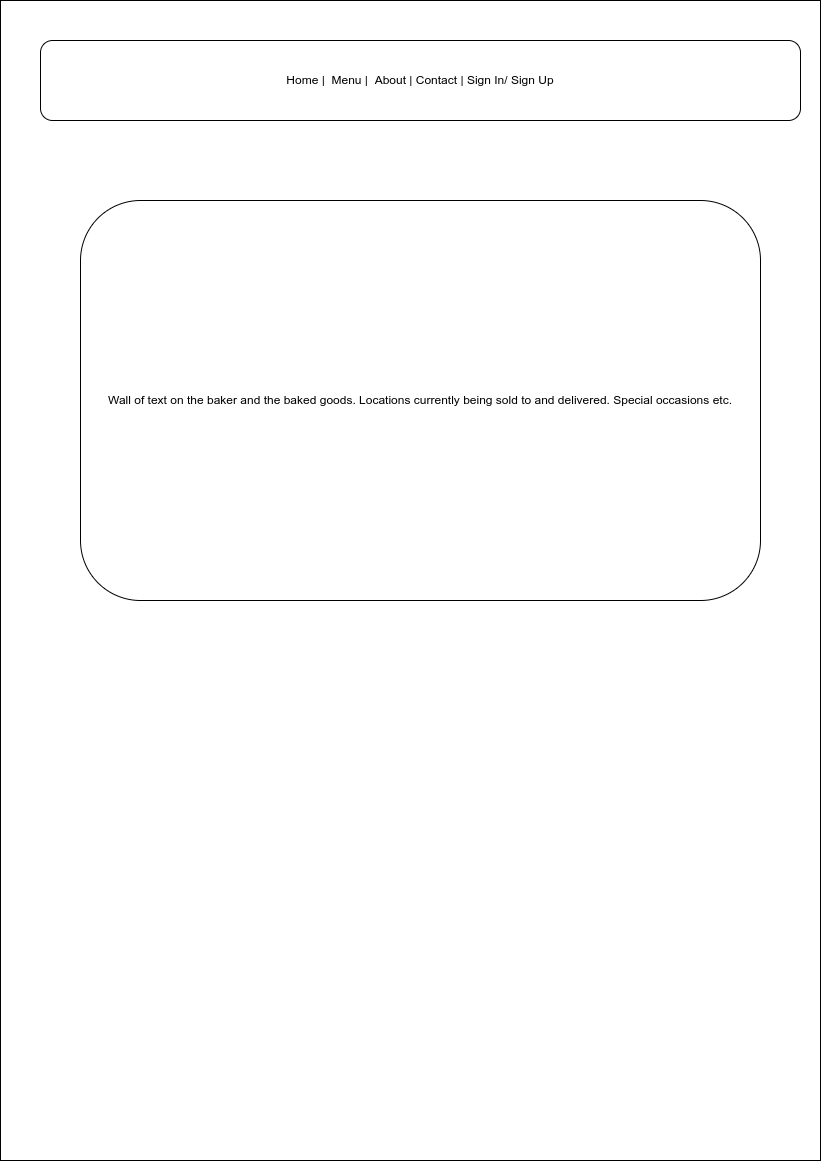 Home |  Menu |  About | Contact | Sign In/ Sign Up
Wall of text on the baker and the baked goods. Locations currently being sold to and delivered. Special occasions etc.